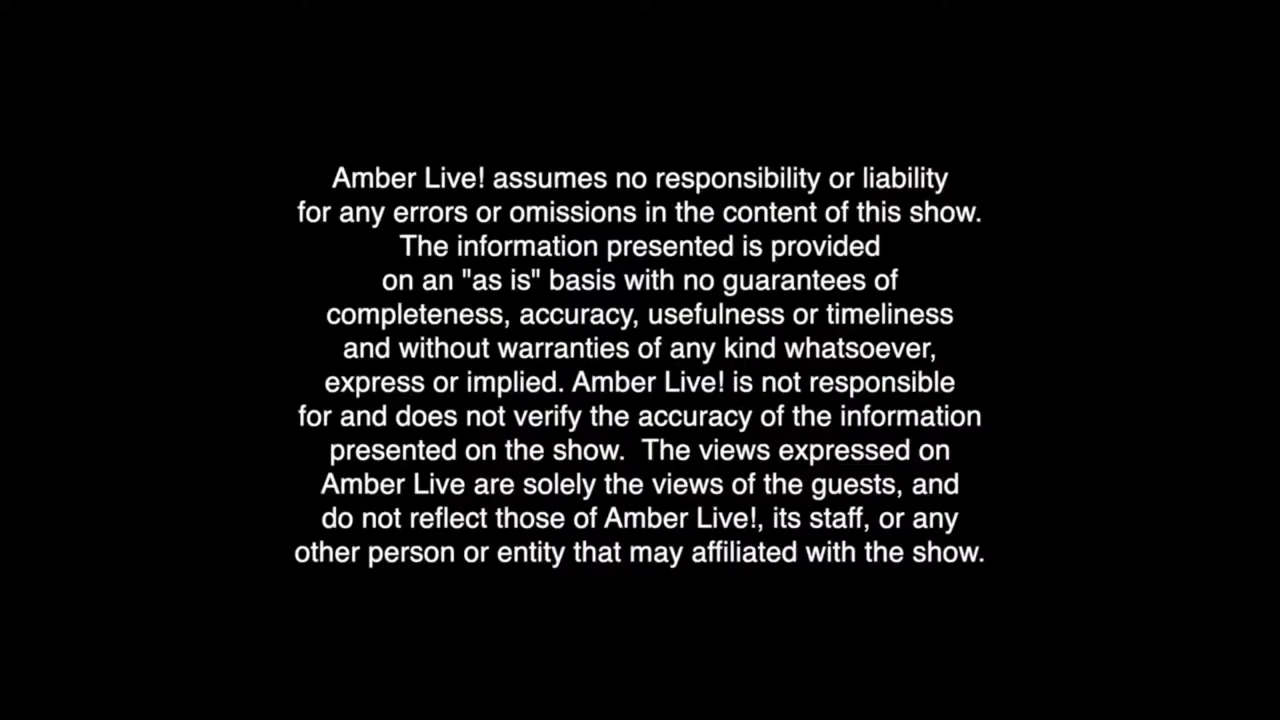 Amber Live! assumes no responsibility or liability
for any errors or omissions in the content of this show.
The information presented is provided
on an "as is" basis with no guarantees of
completeness, accuracy, usefulness or timeliness
and without warranties of any kind whatsoever,
express or implied. Amber Live! is not responsible
for and does not verify the accuracy of the information
presented on the show.  The views expressed on
Amber Live are solely the views of the guests, and
do not reflect those of Amber Live!, its staff, or any
other person or entity that may affiliated with the show.